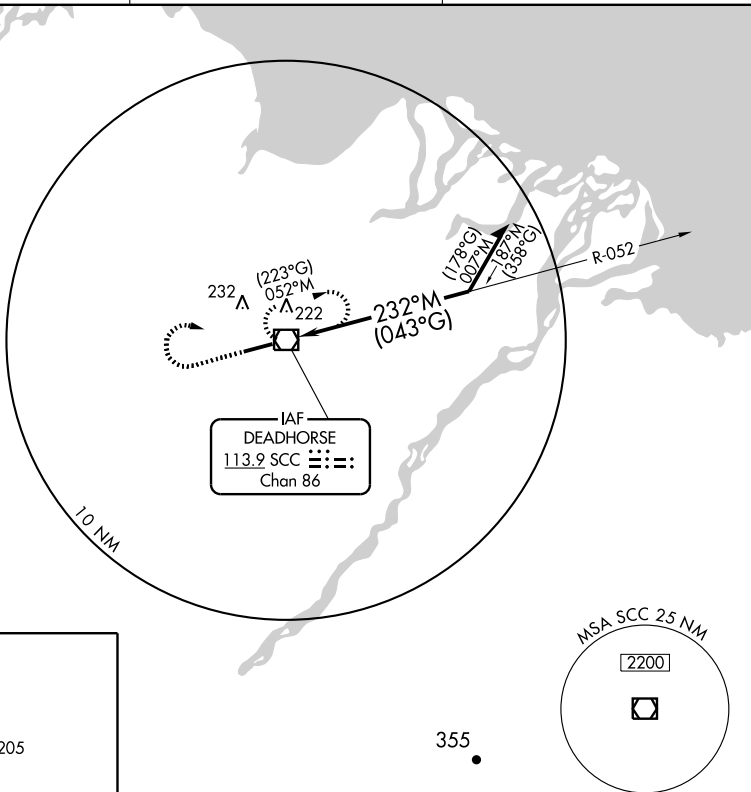 (178°G)
007°M
187°M
(358°G)
R-052
(223°G)
052°M
232
222
232°M
(043°G)
IAF
DEADHORSE
113.9 SCC
Chan 86
10 NM
MSA SCC 25 NM
2200
205
355